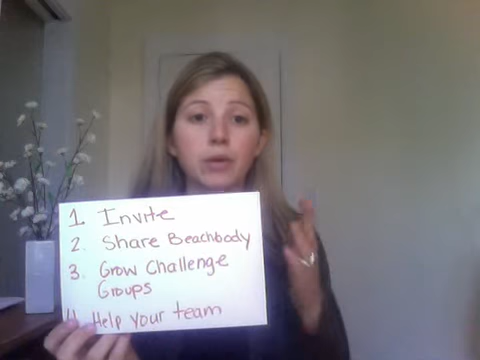 1. Invite
2. Share Beachbody
3. Grow Challenge
Groups
4. Help your team